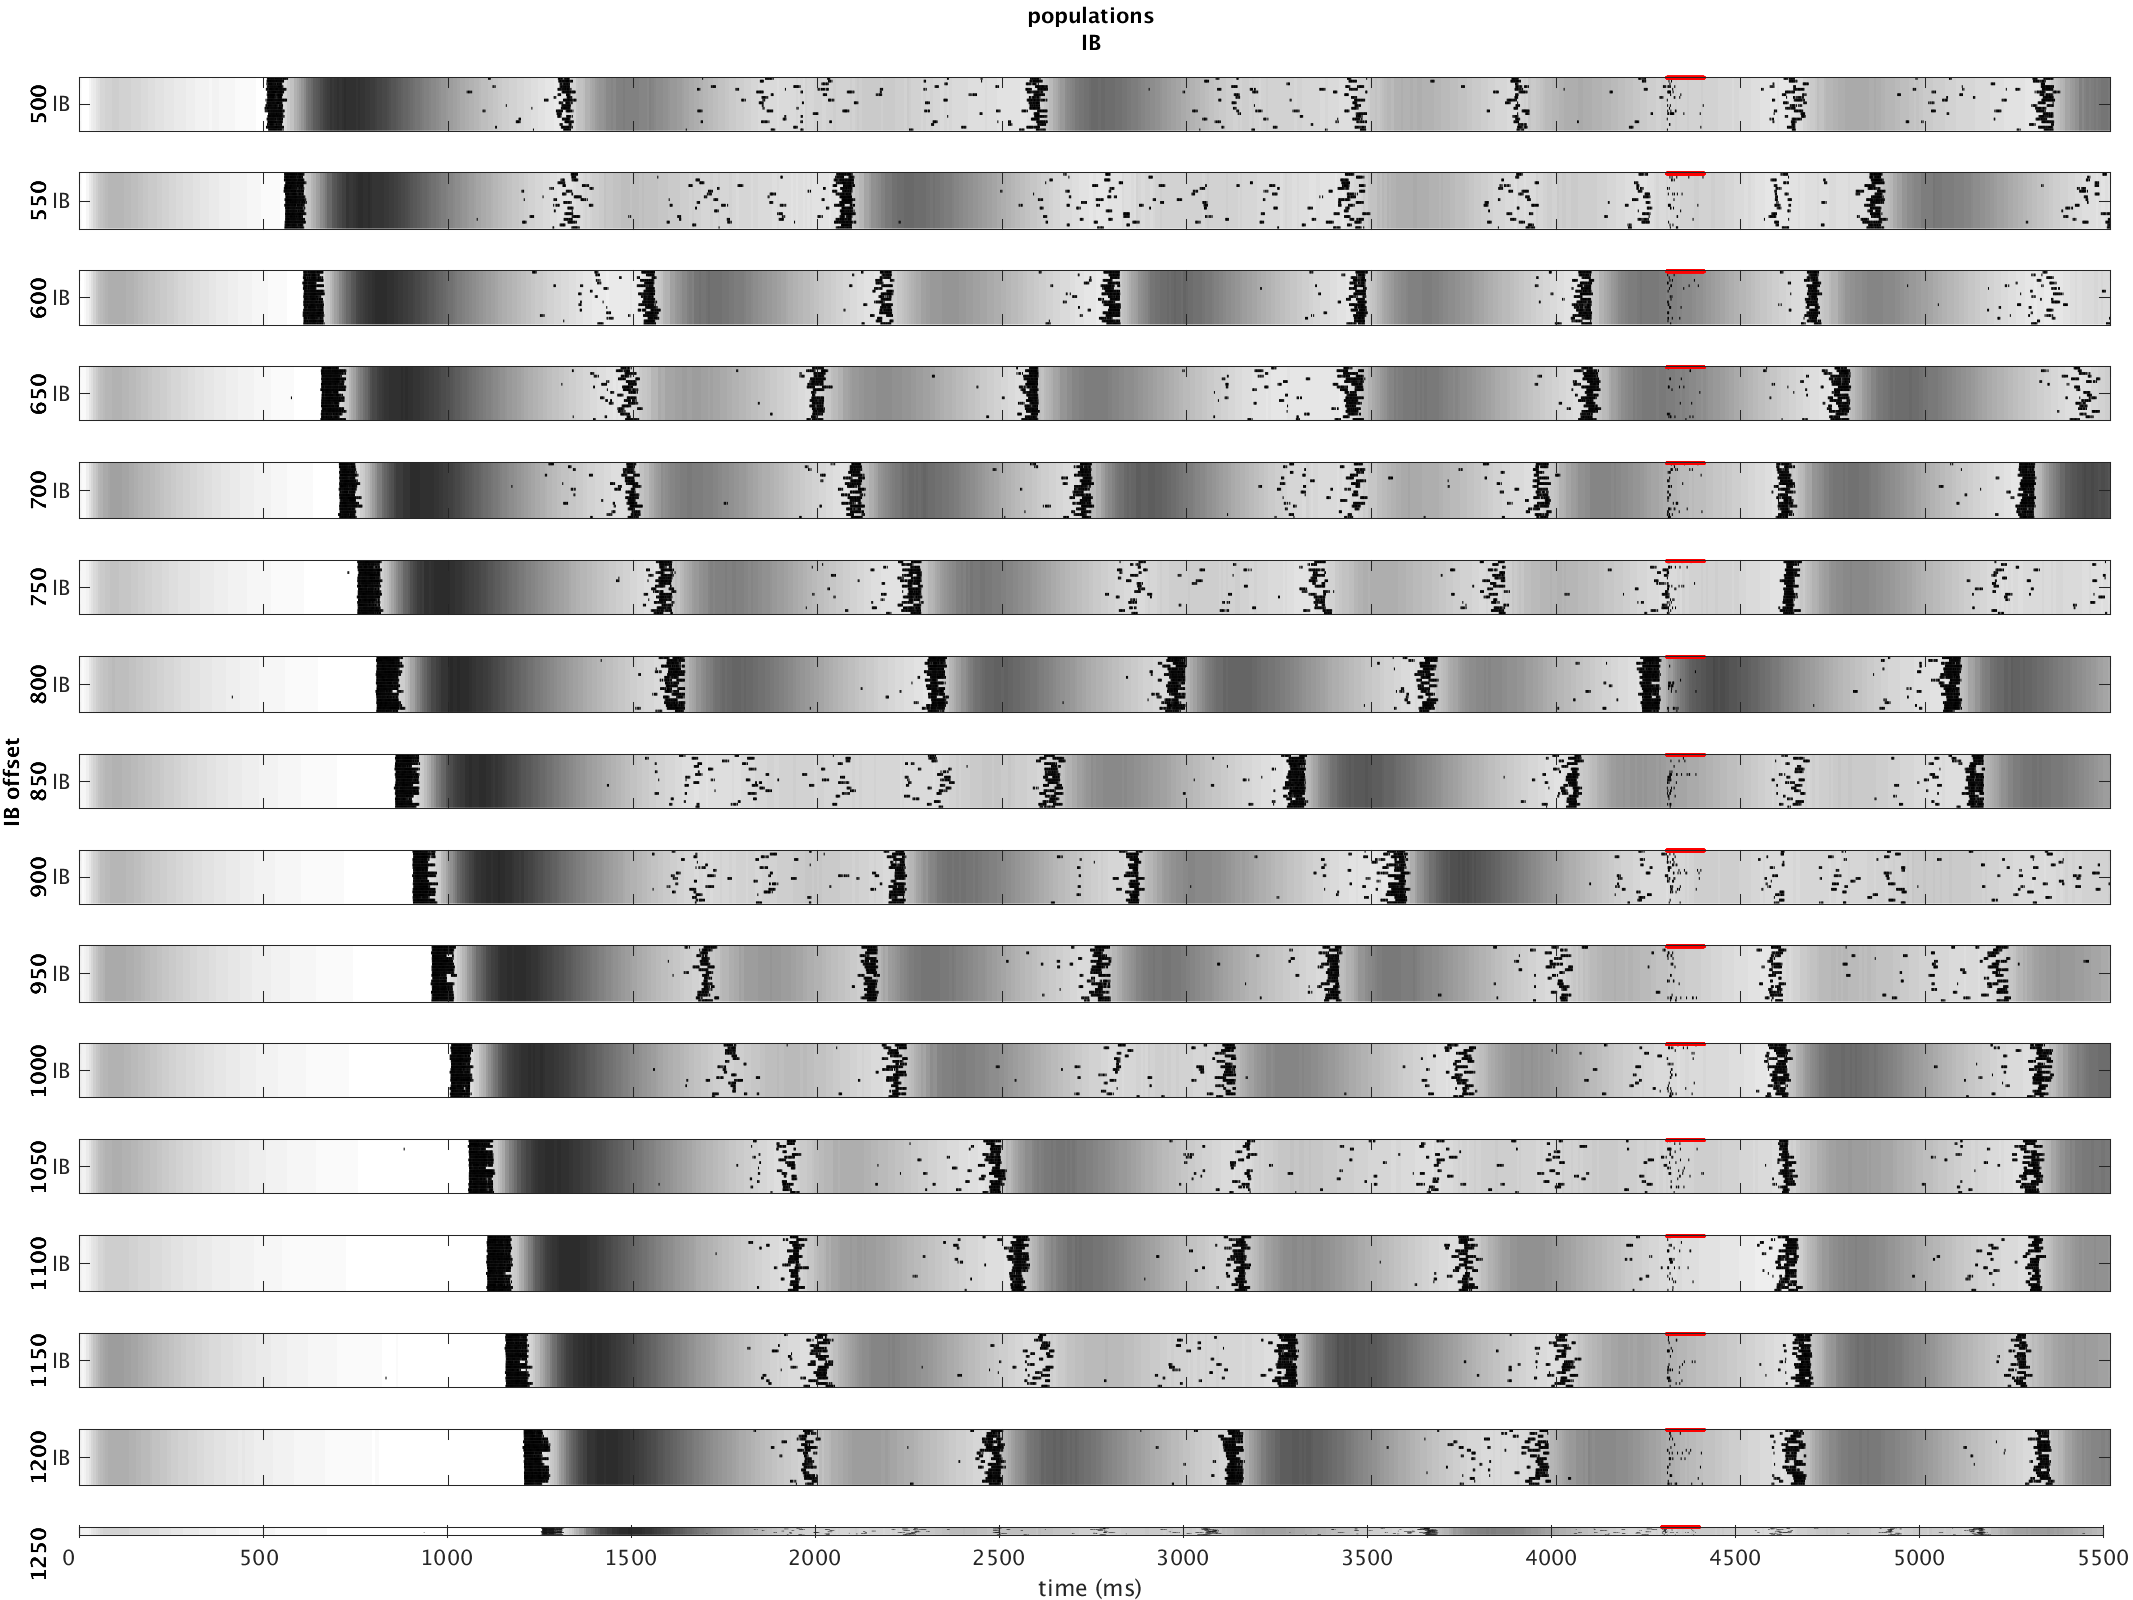 populations
IB
500 IB
550 IB
600 IB
650 IB
700 IB
750 IB
800 IB
850 IB
900 IB
950 IB
1000 IB
1050 IB
1100 IB
1150 IB
1200 IB
1250
IB offset
0 500 1000 1500 2000 2500 3000 3500 4000 4500 5000 5500
time (ms)